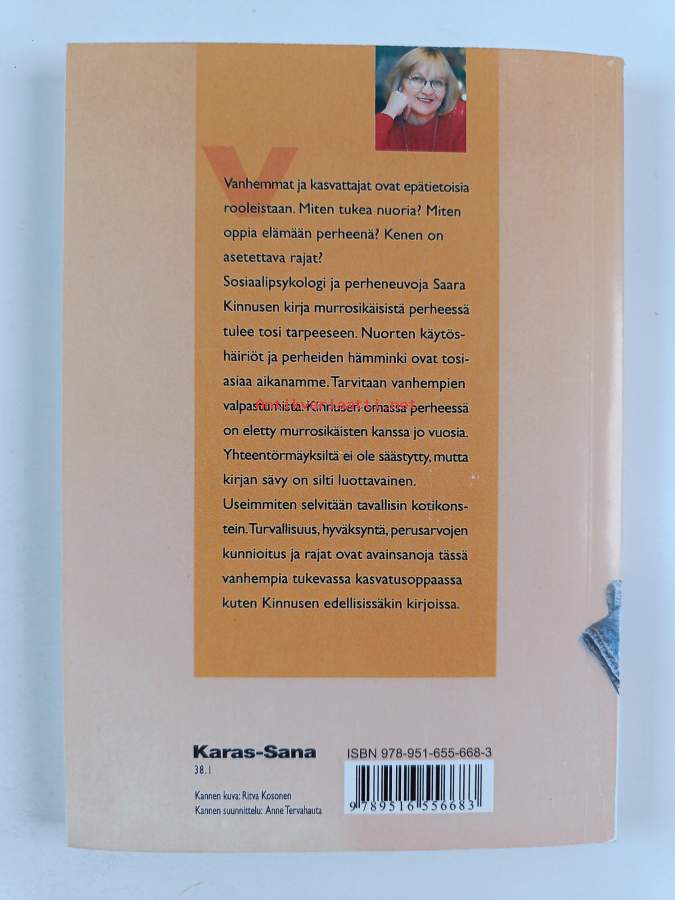 V
Vanhemmat ja kasvattajat ovat epätietoisia
rooleistaan. Miten tukea nuoria? Miten
oppia elämään perheenä? Kenen on
asetettava rajat?
Sosiaalipsykologi ja perheneuvoja Saara
Kinnusen kirja murrosikäisistä perheessä
tulee tosi tarpeeseen. Nuorten käytös-
häiriöt ja perheiden hämminki ovat tosi-
asiaa aikanamme. Tarvitaan vanhempien
Antikvariaatti.net
valpastumista. Kinnusen omassa perheessä
on eletty murrosikäisten kanssa jo vuosia.
Yhteentörmäyksiltä ei ole säästytty, mutta
kirjan sävy on silti luottavainen.
Useimmiten selvitään tavallisin kotikons-
tein. Turvallisuus, hyväksyntä, perusarvojen
kunnioitus ja rajat ovat avainsanoja tässä
vanhempia tukevassa kasvatusoppaassa
kuten Kinnusen edellisissäkin kirjoissa.
Karas-Sana
38.1
Kannen kuva: Ritva Kosonen
Kannen suunnittelu: Anne Tervahauta
ISBN 978-951-655-668-3
9 789516 556683